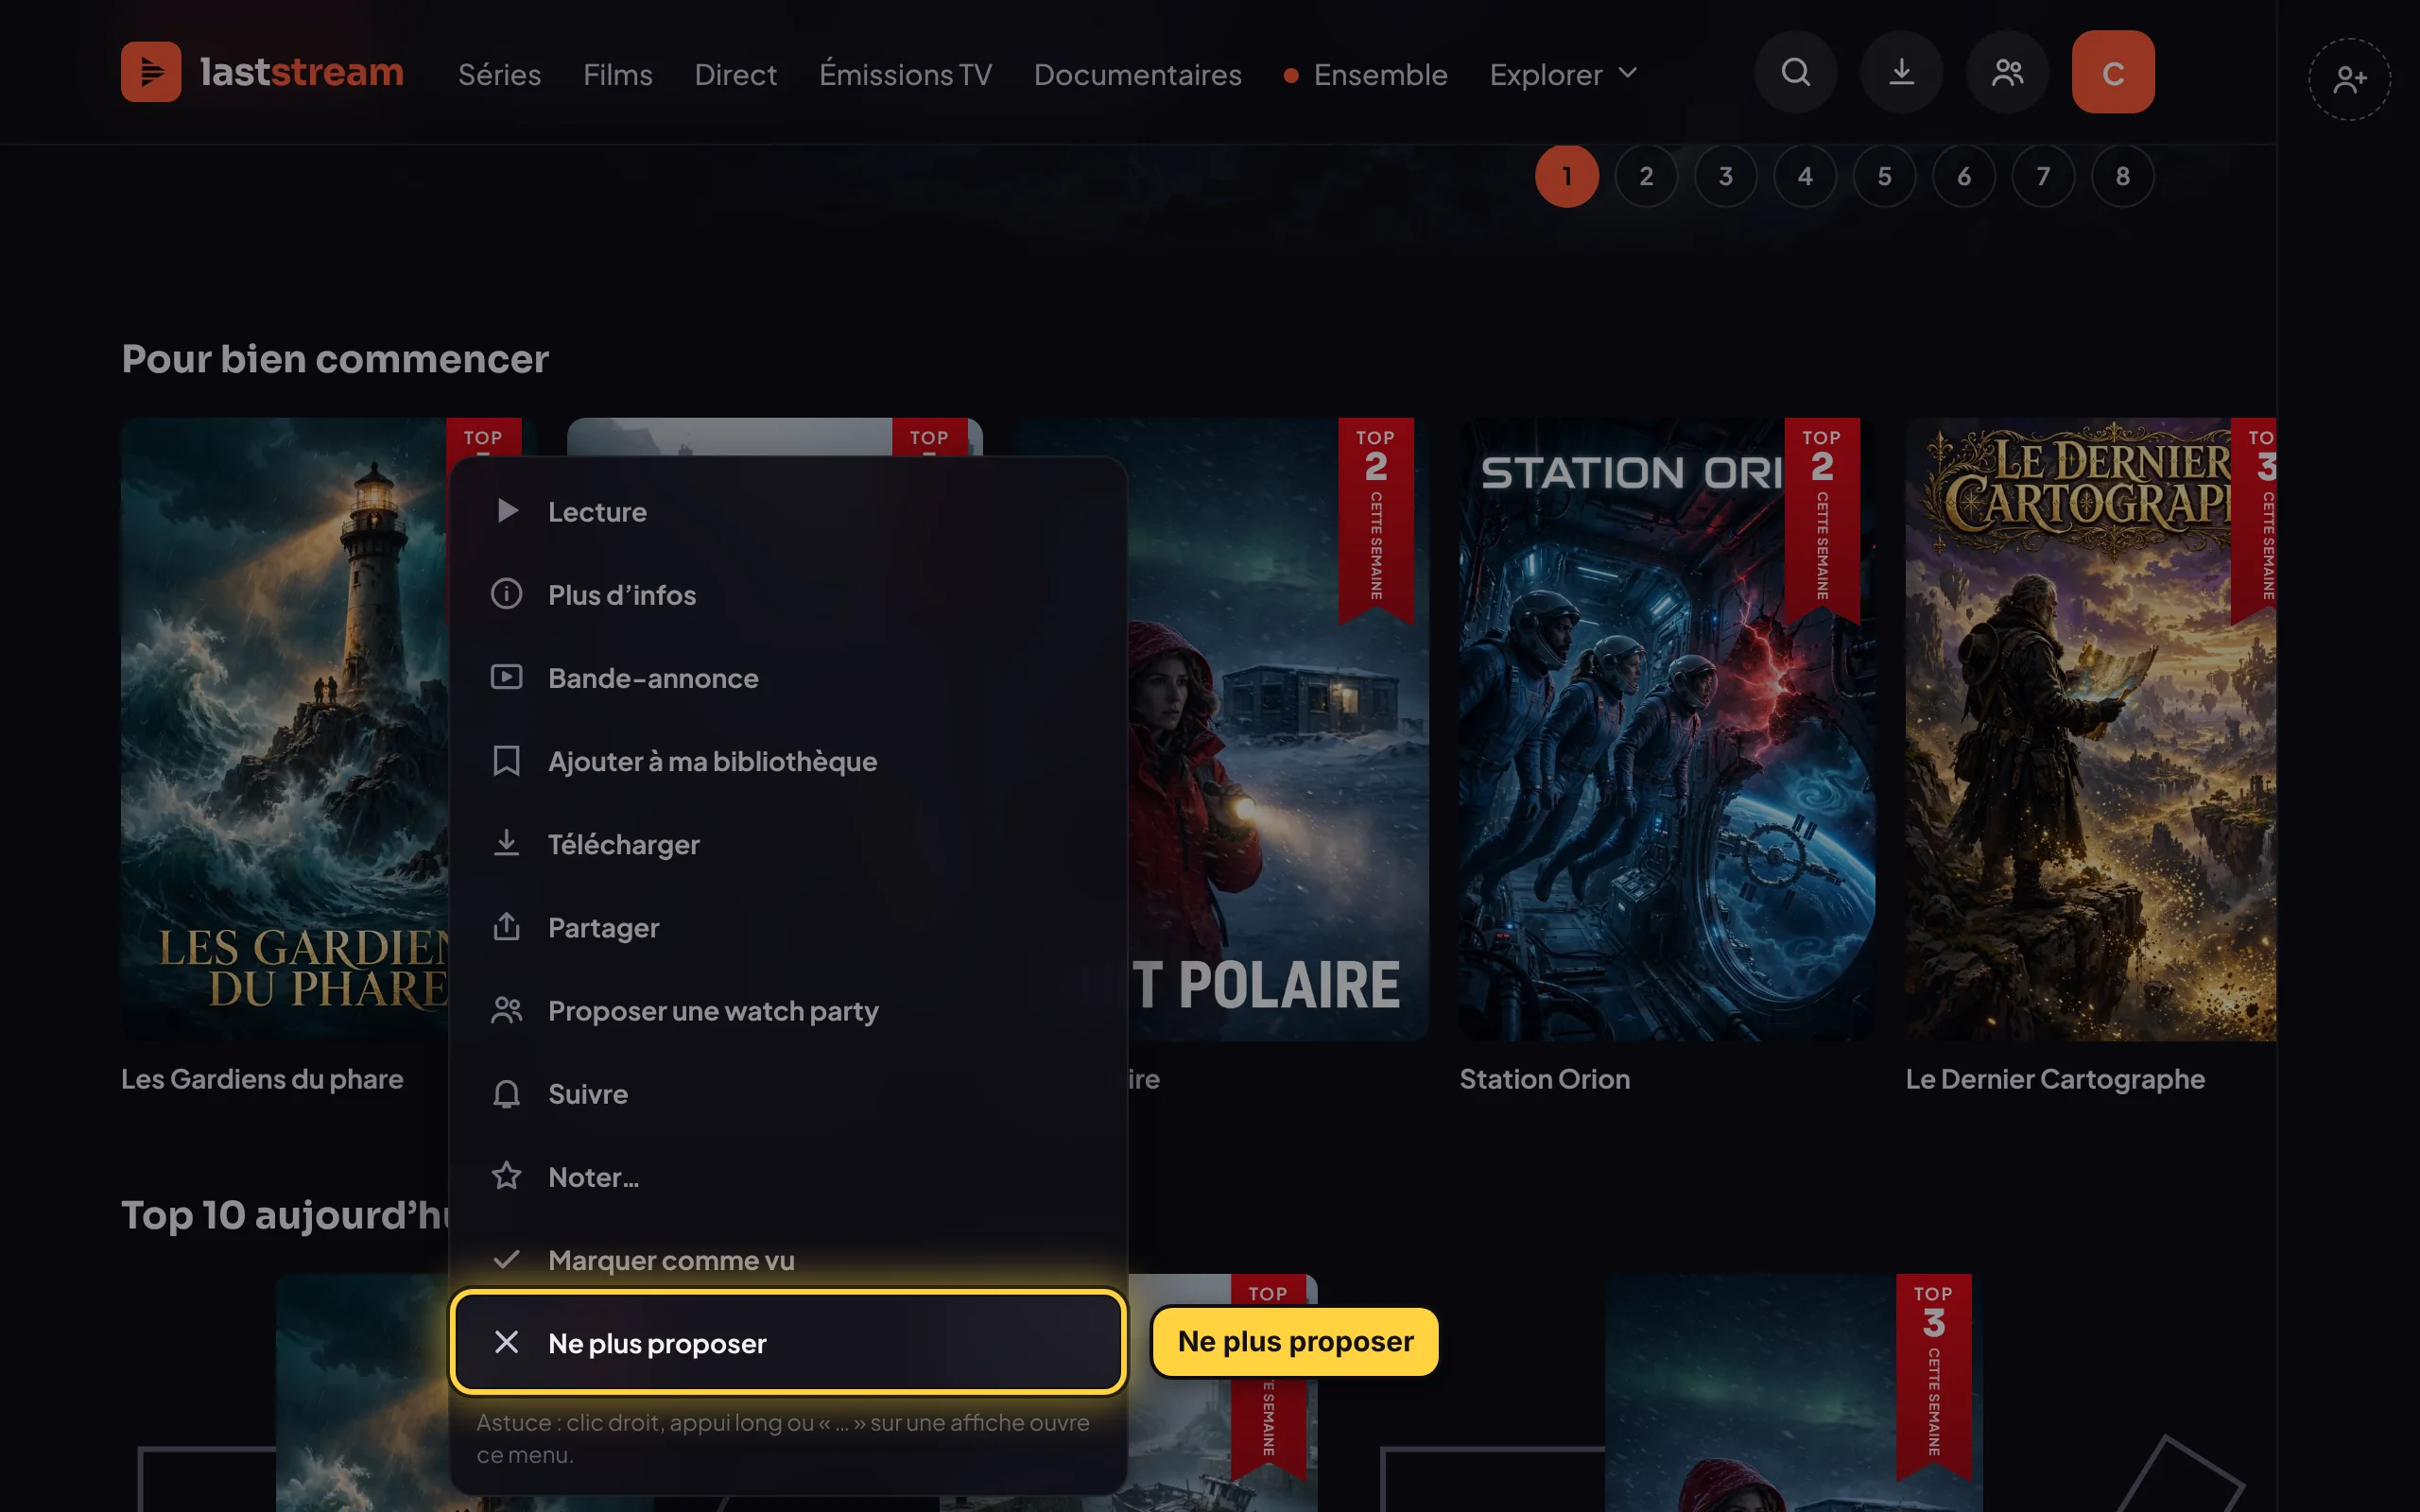 laststream
Séries
Films
Direct
Émissions TV
Documentaires
Ensemble
Explorer
C
1
2
3
4
5
6
7
8
Pour bien commencer
TOP
TOP
TOP
2
CETTE SEMAINE
TOP
2
CETTE SEMAINE
3
CETTE SEMAINE
STATION ORI
LE DERNIER
LES GARDIEN
DU PHARE
T POLAIRE
Lecture
Plus d’infos
Bande-annonce
Ajouter à ma bibliothèque
Télécharger
Partager
Proposer une watch party
Suivre
Noter…
Marquer comme vu
Ne plus proposer
Astuce : clic droit, appui long ou « … » sur une affiche ouvre
ce menu.
Ne plus proposer
Les Gardiens du phare
Station Orion
Le Dernier Cartographe
Top 10 aujourd’hu
TOP
SEMAINE
TOP
3
CETTE SEMAINE